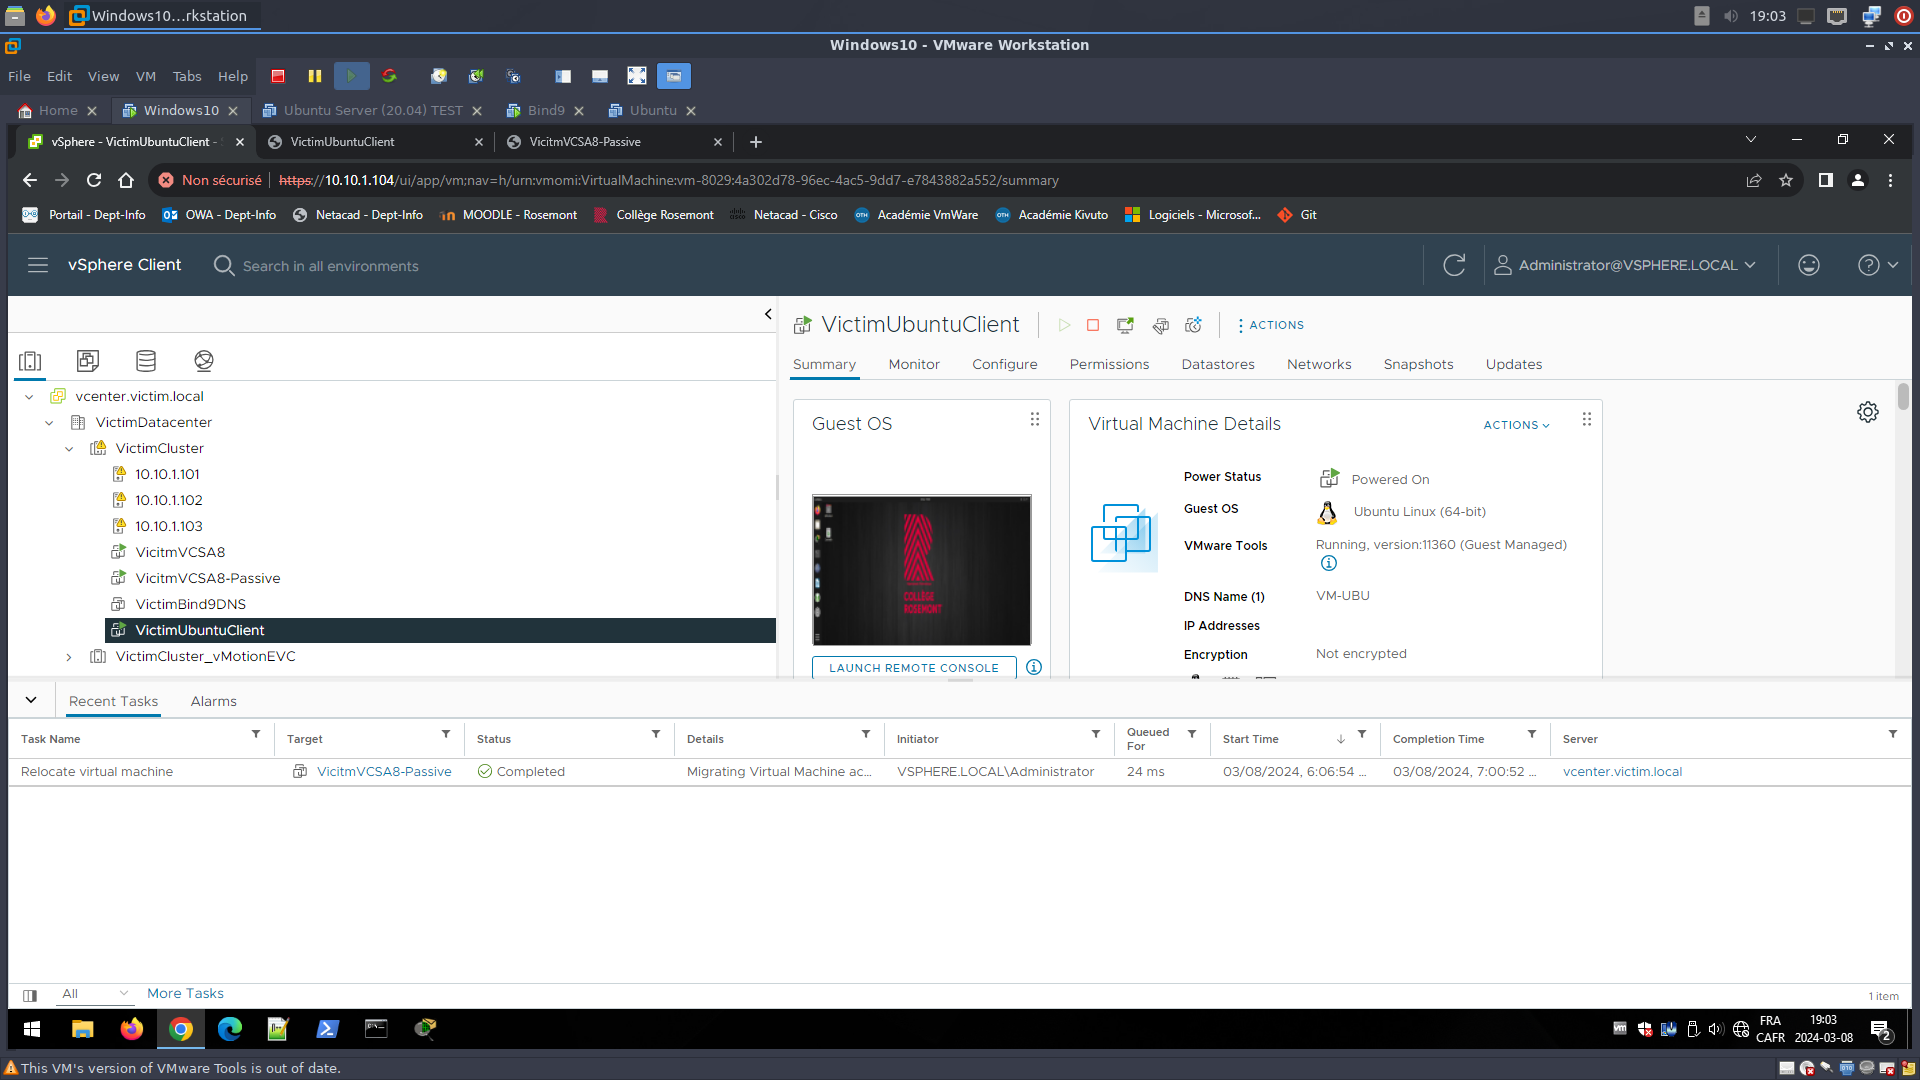 Windows10...rkstation
19:03
Windows10 - VMware Workstation
File Edit View VM Tabs Help
Home Windows10 Ubuntu Server (20.04) TEST Bind9 Ubuntu
vSphere - VictimUbuntuClient - VictimUbuntuClient VicitmVCSA8-Passive
Non sécurisé https://10.10.1.104/ui/app/vm;nav=h/urn:vmomi:VirtualMachine:vm-8029:4a302d78-96ec-4ac5-9dd7-e7843882a552/summary
Portail - Dept-Info OWA - Dept-Info Netacad - Dept-Info MOODLE - Rosemont Collège Rosemont Netacad - Cisco Académie VmWare Académie Kivuto Logiciels - Microsof... Git
vSphere Client Search in all environments Administrator@VSPHERE.LOCAL
VictimUbuntuClient ACTIONS
Summary Monitor Configure Permissions Datastores Networks Snapshots Updates
vcenter.victim.local
VictimDatacenter
VictimCluster
10.10.1.101
10.10.1.102
10.10.1.103
VicitmVCSA8
VicitmVCSA8-Passive
VictimBind9DNS
VictimUbuntuClient
VictimCluster_vMotionEVC
Guest OS
COLLÈGE
ROSEMONT
LAUNCH REMOTE CONSOLE
Virtual Machine Details ACTIONS
Power Status Powered On
Guest OS Ubuntu Linux (64-bit)
VMware Tools Running, version:11360 (Guest Managed)
DNS Name (1) VM-UBU
IP Addresses
Encryption Not encrypted
Recent Tasks Alarms
Task Name Target Status Details Initiator Queued For Start Time Completion Time Server
Relocate virtual machine VicitmVCSA8-Passive Completed Migrating Virtual Machine ac... VSPHERE.LOCAL\Administrator 24 ms 03/08/2024, 6:06:54 ... 03/08/2024, 7:00:52 ... vcenter.victim.local
All More Tasks 1 item
FRA 19:03
CAFR 2024-03-08 2
This VM's version of VMware Tools is out of date.